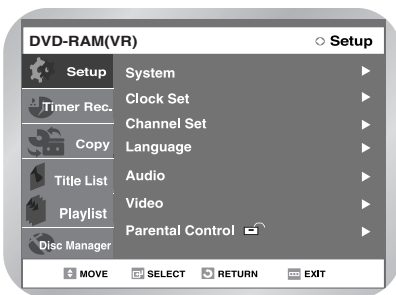 DVD-RAM(VR)
Setup
Setup
Timer Rec.
Copy
Title List
Playlist
Disc Manager
System
Clock Set
Channel Set
Language
Audio
Video
Parental Control
MOVE SELECT RETURN EXIT